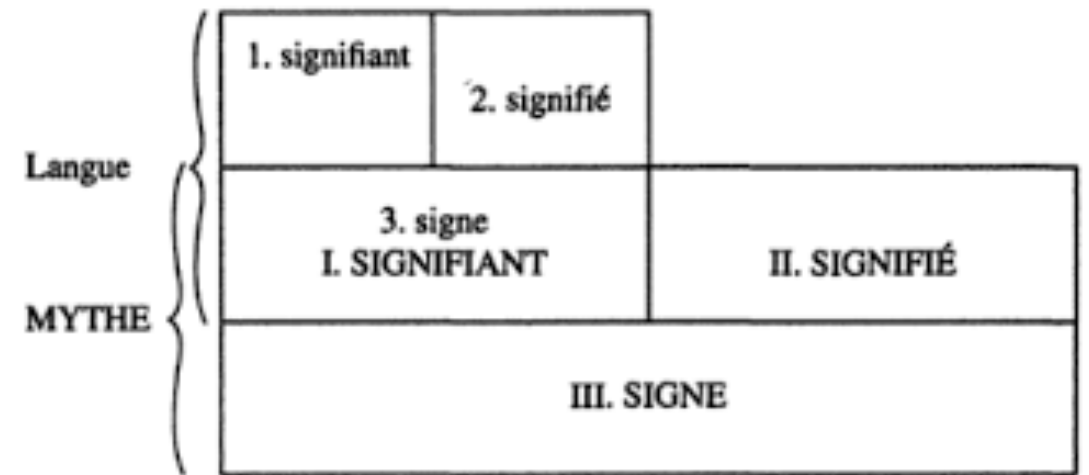 1. signifiant
2. signifié
Langue
3. signe
I. SIGNIFIANT
II. SIGNIFIÉ
MYTHE
III. SIGNE